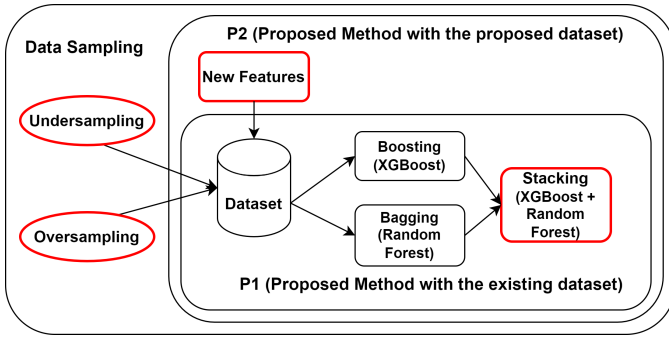 P2 (Proposed Method with the proposed dataset)
Data Sampling
New Features
Undersampling
Boosting
(XGBoost)
Stacking
(XGBoost +
Random
Forest)
Dataset
Bagging
(Random
Forest)
Oversampling
P1 (Proposed Method with the existing dataset)